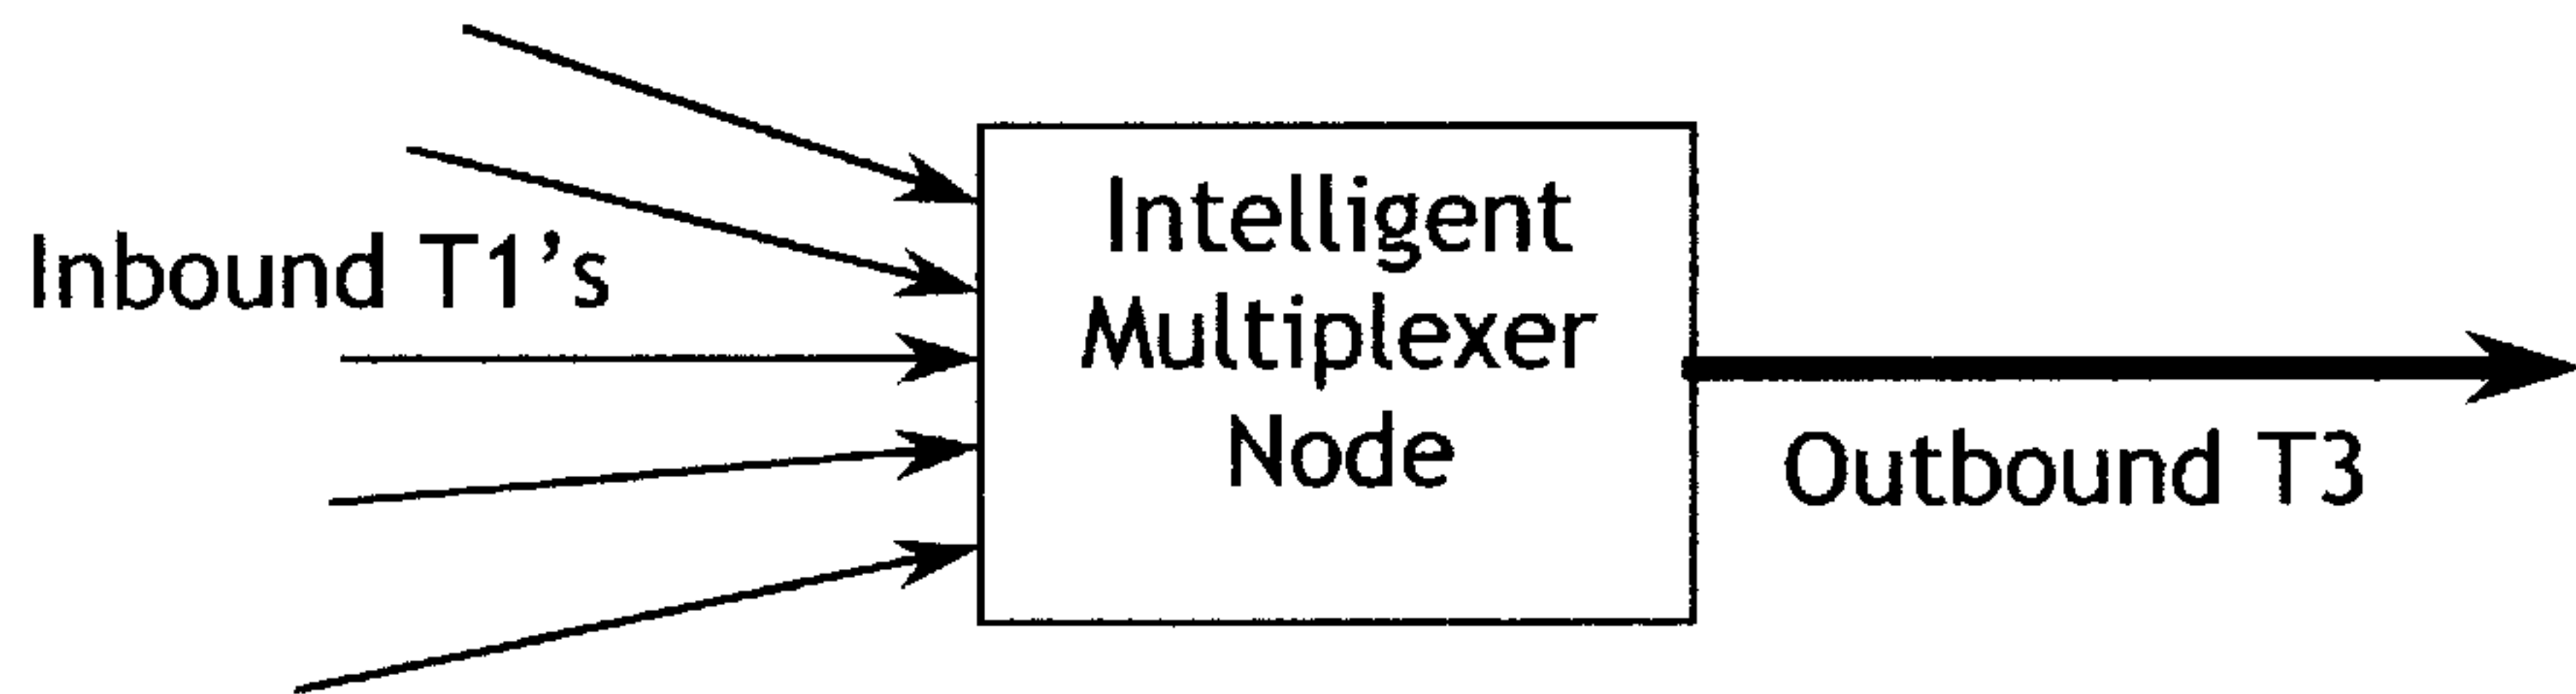 Inbound T1’s
Intelligent
Multiplexer
Node
Outbound T3